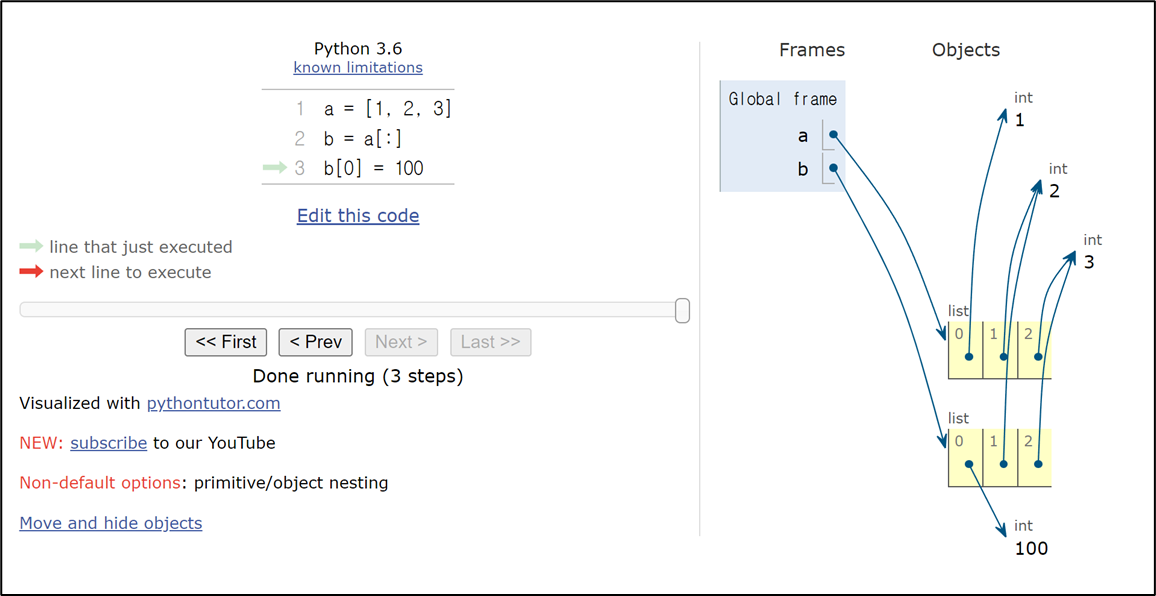 Python 3.6
known limitations
1 a = [1, 2, 3]
2 b = a[:]
3 b[0] = 100
Edit this code
line that just executed
next line to execute
<< First < Prev Next > Last >>
Done running (3 steps)
Visualized with pythontutor.com
NEW: subscribe to our YouTube
Non-default options: primitive/object nesting
Move and hide objects
Frames Objects
Global frame
a
b
int
1
int
2
int
3
list
0 1 2
list
0 1 2
int
100